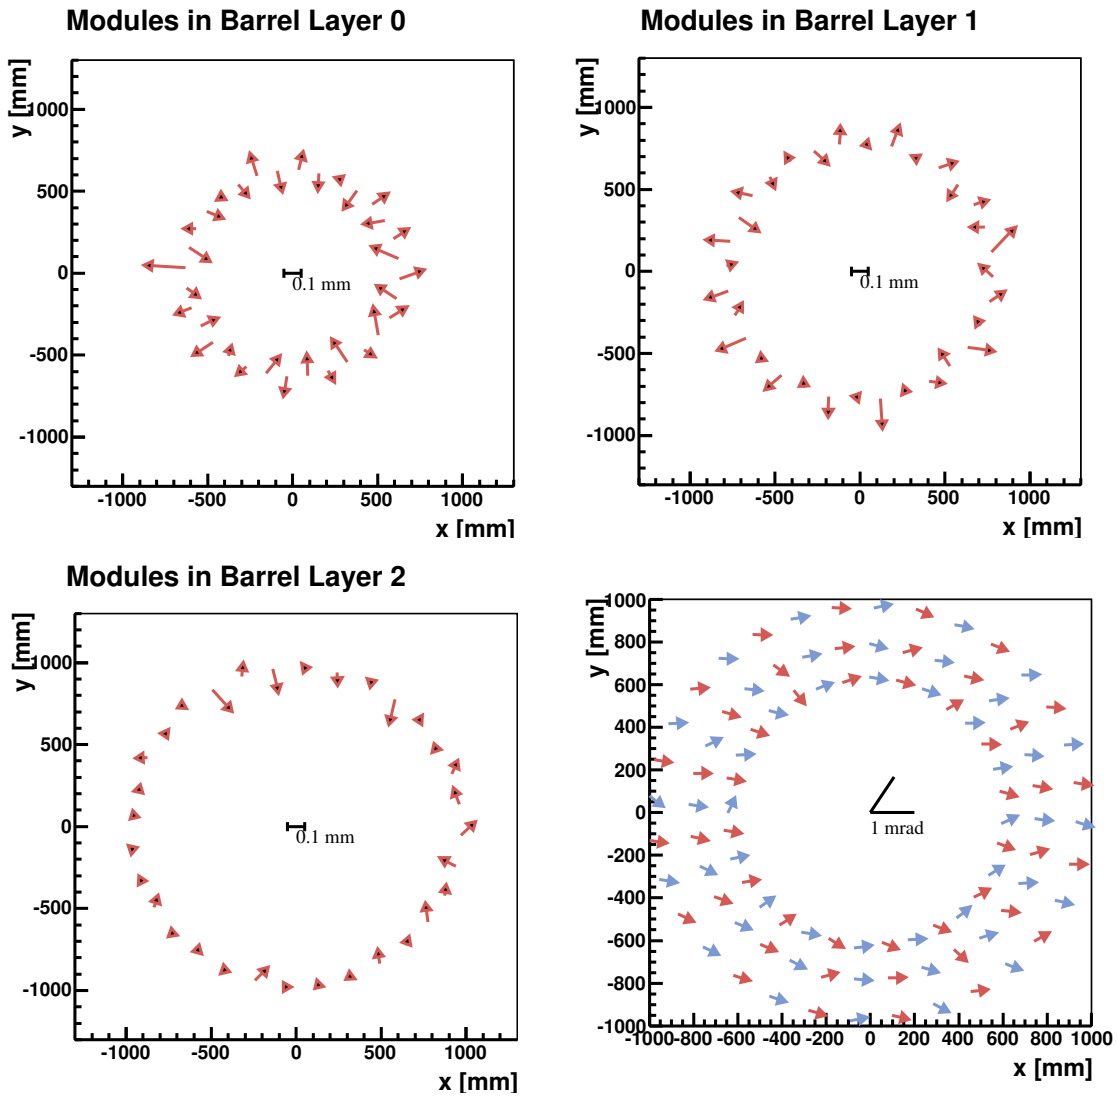 Modules in Barrel Layer 0
y [mm]
1000
500
0
-500
-1000
0.1 mm
-1000 -500 0 500 1000
x [mm]
Modules in Barrel Layer 1
y [mm]
1000
500
0
-500
-1000
0.1 mm
-1000 -500 0 500 1000
x [mm]
Modules in Barrel Layer 2
y [mm]
1000
500
0
-500
-1000
0.1 mm
-1000 -500 0 500 1000
x [mm]
y [mm]
1000
800
600
400
200
0
-200
-400
-600
-800
-1000
1 mrad
-1000 -800 -600 -400 -200 0 200 400 600 800 1000
x [mm]